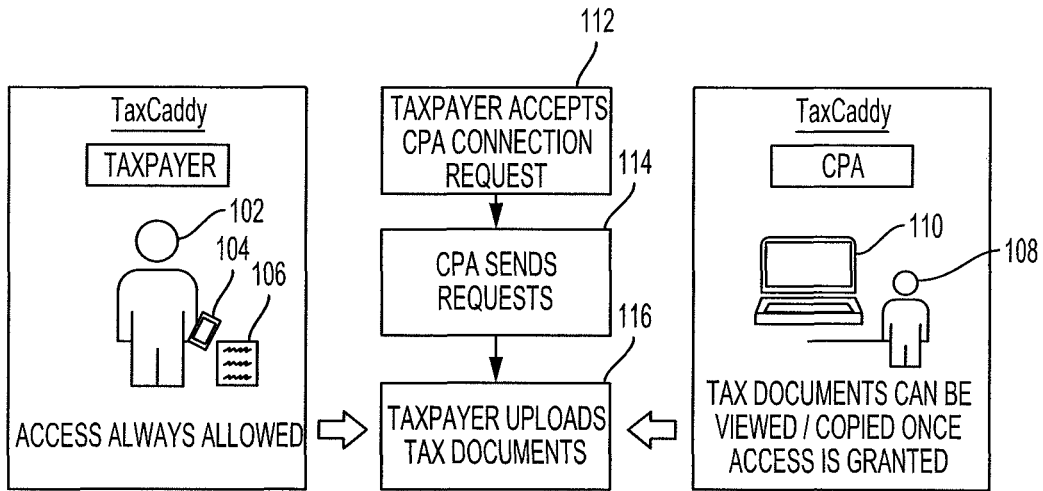 112
TaxCaddy
TAXPAYER
102
104
106
ACCESS ALWAYS ALLOWED
TAXPAYER ACCEPTS
CPA CONNECTION
REQUEST
114
CPA SENDS
REQUESTS
116
TAXPAYER UPLOADS
TAX DOCUMENTS
TaxCaddy
CPA
110
108
TAX DOCUMENTS CAN BE
VIEWED / COPIED ONCE
ACCESS IS GRANTED